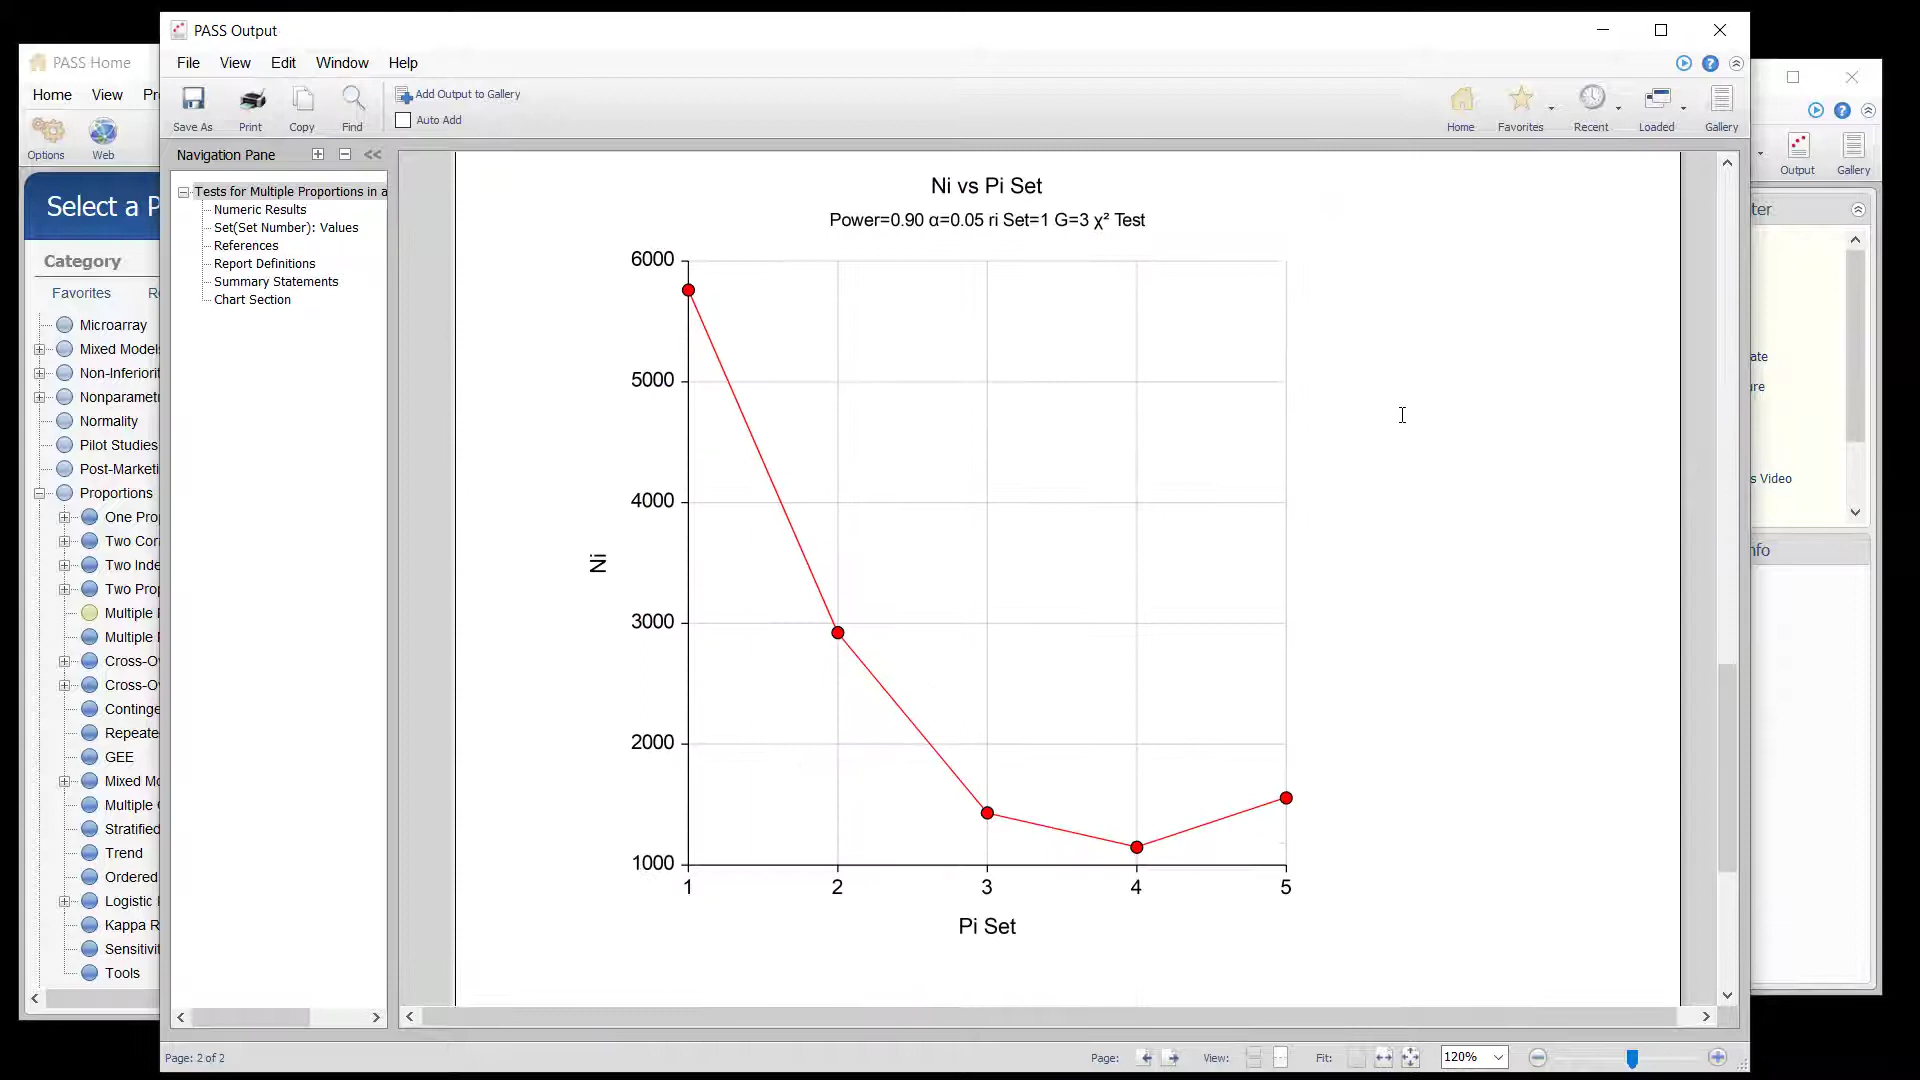 PASS Output
File View Edit Window Help
Save As Print Copy Find
Add Output to Gallery
Auto Add
Home Favorites Recent Loaded Gallery
PASS Home
Home View
Options Web
Select a P
Category
Favorites
Microarray
Mixed Model
Non-Inferiorit
Nonparamet
Normality
Pilot Studies
Post-Marketi
Proportions
One Prop
Two Cor
Two Inde
Two Prop
Multiple
Multiple
Cross-O
Cross-O
Continge
Repeate
GEE
Mixed Mo
Multiple
Stratified
Trend
Ordered
Logistic
Kappa R
Sensitivit
Tools
Navigation Pane
Tests for Multiple Proportions in a
Numeric Results
Set(Set Number): Values
References
Report Definitions
Summary Statements
Chart Section
Ni vs Pi Set
Power=0.90 α=0.05 ri Set=1 G=3 χ² Test
6000
5000
4000
3000
2000
1000
Ni
1 2 3 4 5
Pi Set
Output Gallery
ter
ate
ure
s Video
nfo
Page: 2 of 2
Page: View: Fit: 120%